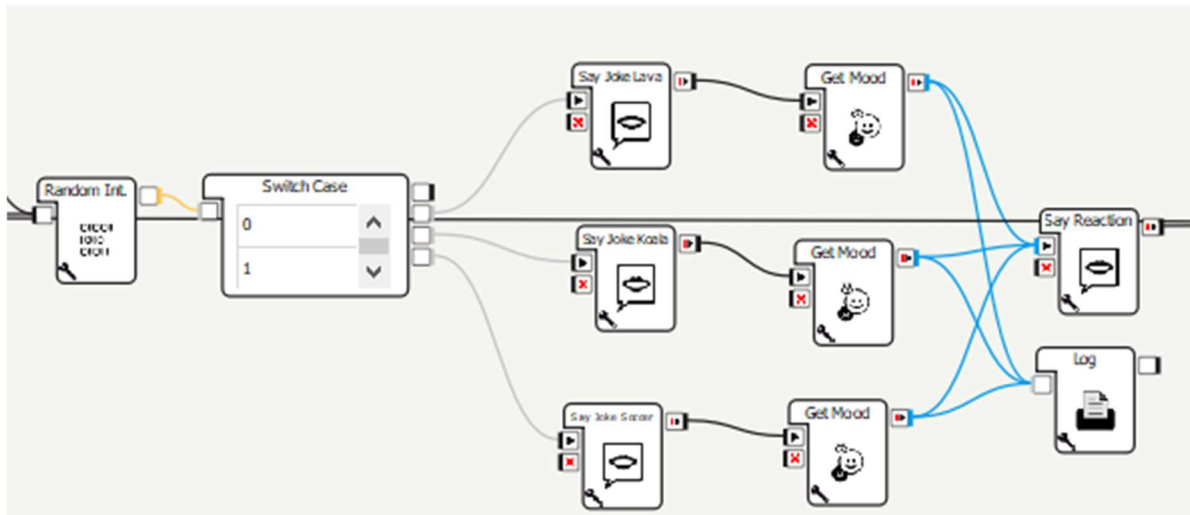 Say Joke Lava
Get Mood
Random Int.
Switch Case
0
1
Say Joke Koala
Get Mood
Say Reaction
Log
Say Joke Soccer
Get Mood